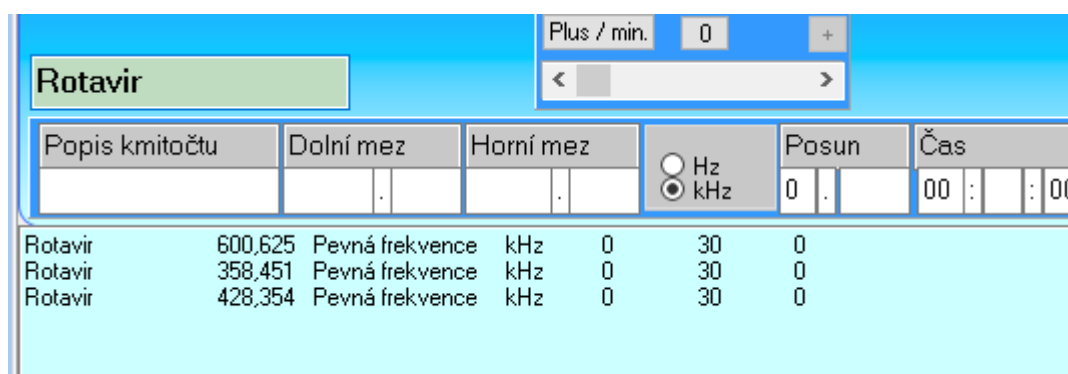 Plus / min. 0 +
Rotavir
< >
Popis kmitočtu Dolní mez Horní mez Posun Čas
Hz
kHz
. . 0 . 00 : : 00
Rotavir 600,625 Pevná frekvence kHz 0 30 0
Rotavir 358,451 Pevná frekvence kHz 0 30 0
Rotavir 428,354 Pevná frekvence kHz 0 30 0